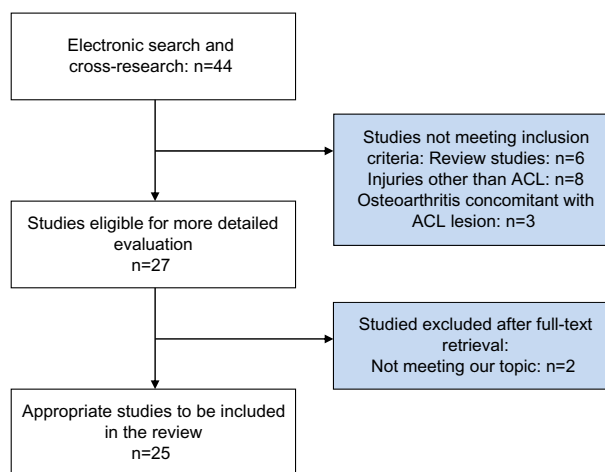 Electronic search and
cross-research: n=44
Studies not meeting inclusion
criteria: Review studies: n=6
Injuries other than ACL: n=8
Osteoarthritis concomitant with
ACL lesion: n=3
Studies eligible for more detailed
evaluation
n=27
Studied excluded after full-text
retrieval:
Not meeting our topic: n=2
Appropriate studies to be included
in the review
n=25